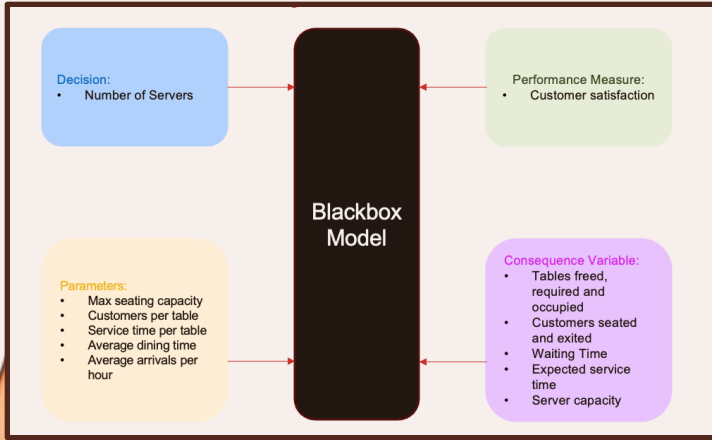 Decision:
• Number of Servers
Performance Measure:
• Customer satisfaction
Blackbox
Model
Parameters:
• Max seating capacity
• Customers per table
• Service time per table
• Average dining time
• Average arrivals per
hour
Consequence Variable:
• Tables freed,
required and
occupied
• Customers seated
and exited
• Waiting Time
• Expected service
time
• Server capacity